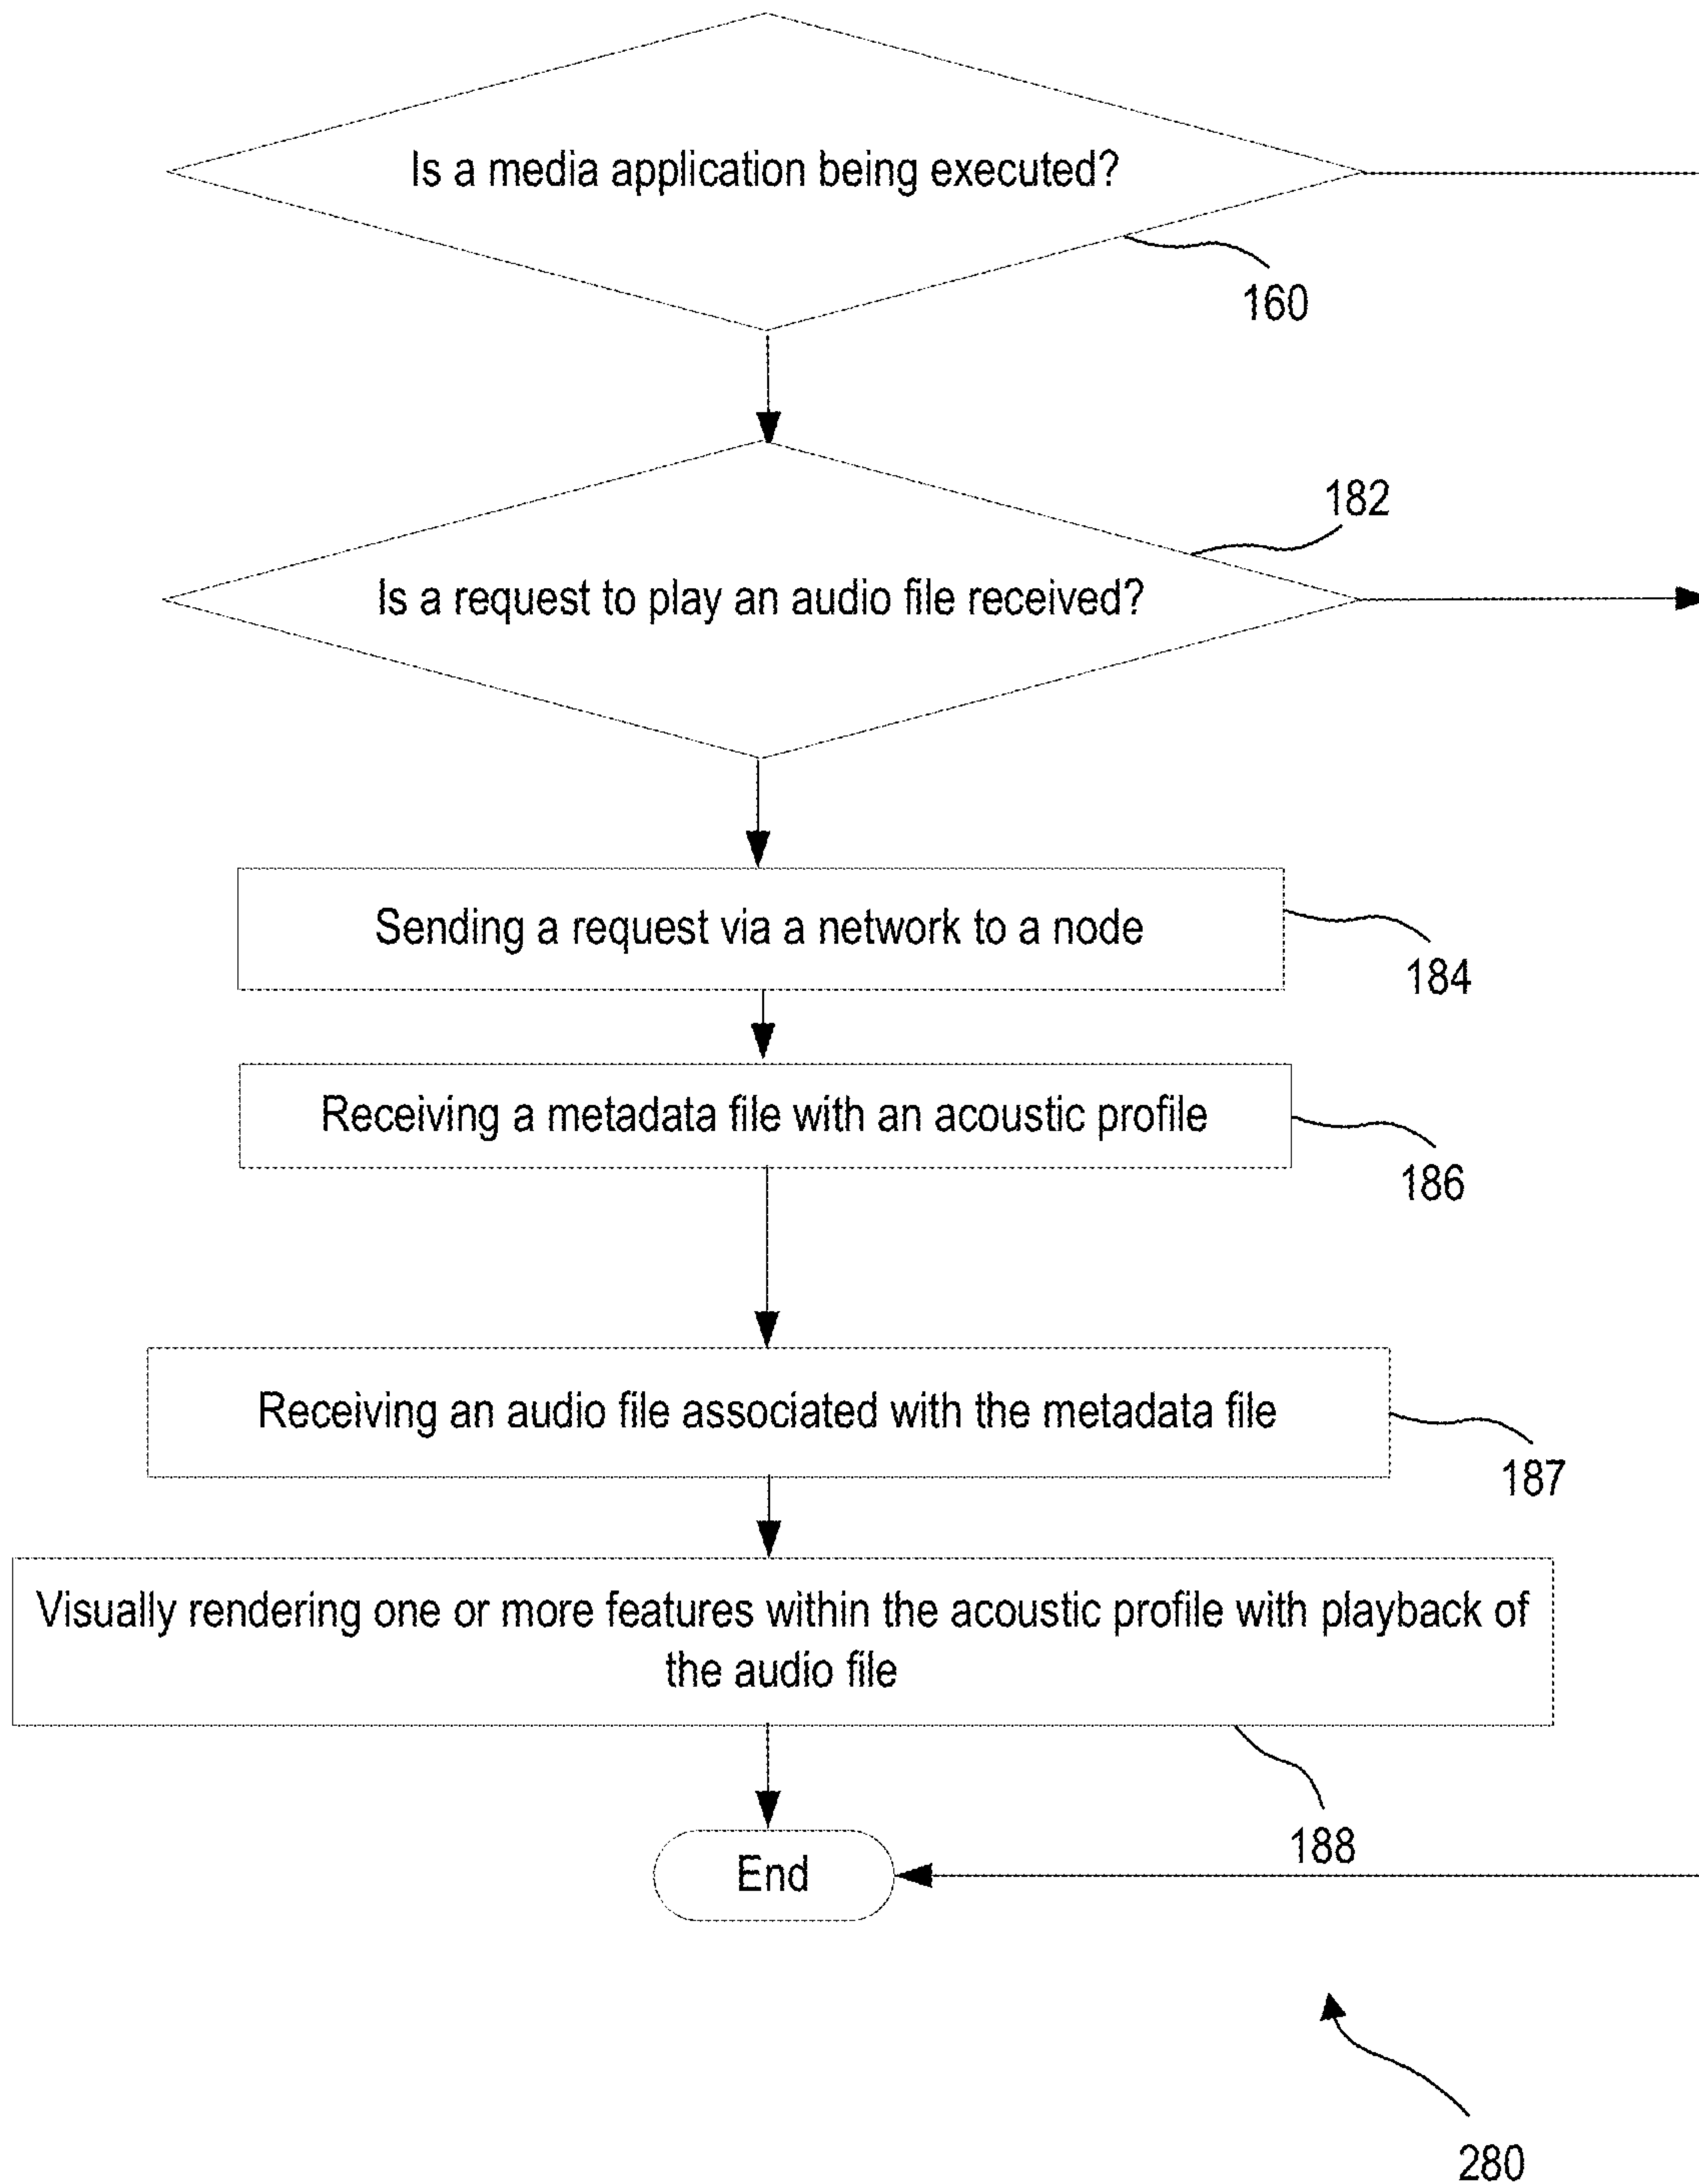 Is a media application being executed?
160
182
Is a request to play an audio file received?
Sending a request via a network to a node
184
Receiving a metadata file with an acoustic profile
186
Receiving an audio file associated with the metadata file
187
Visually rendering one or more features within the acoustic profile with playback of
the audio file
188
End
280